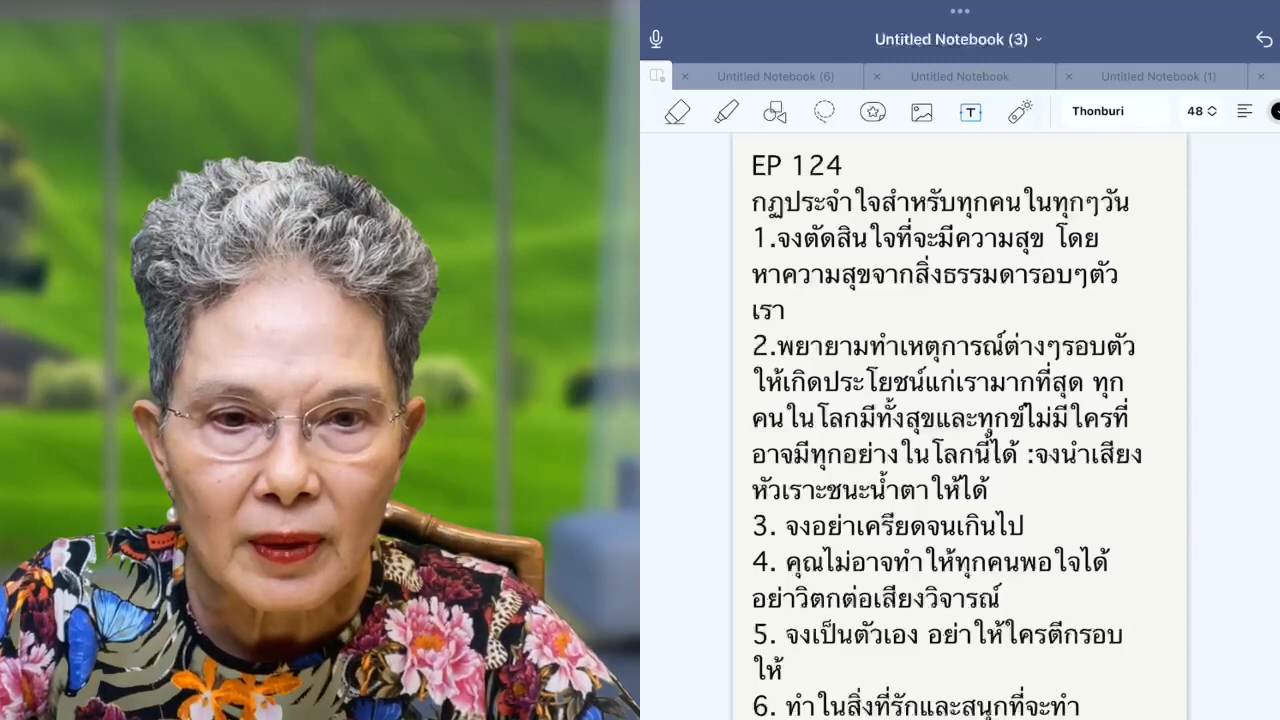 Untitled Notebook (3)
Untitled Notebook (6)
Untitled Notebook
Untitled Notebook (1)
T
Thonburi
48
EP 124
กฏประจำใจสำหรับทุกคนในทุกๆวัน
1.จงตัดสินใจที่จะมีความสุข โดย
หาความสุขจากสิ่งธรรมดารอบๆตัว
เรา
2.พยายามทำเหตุการณ์ต่างๆรอบตัว
ให้เกิดประโยชน์แก่เรามากที่สุด ทุก
คนในโลกมีทั้งสุขและทุกข์ไม่มีใครที่
อาจมีทุกอย่างในโลกนี้ได้ :จงนำเสียง
หัวเราะชนะน้ำตาให้ได้
3. จงอย่าเครียดจนเกินไป
4. คุณไม่อาจทำให้ทุกคนพอใจได้
อย่าวิตกต่อเสียงวิจารณ์
5. จงเป็นตัวเอง อย่าให้ใครตีกรอบ
ให้
6. ทำในสิ่งที่รักและสนุกที่จะทำ